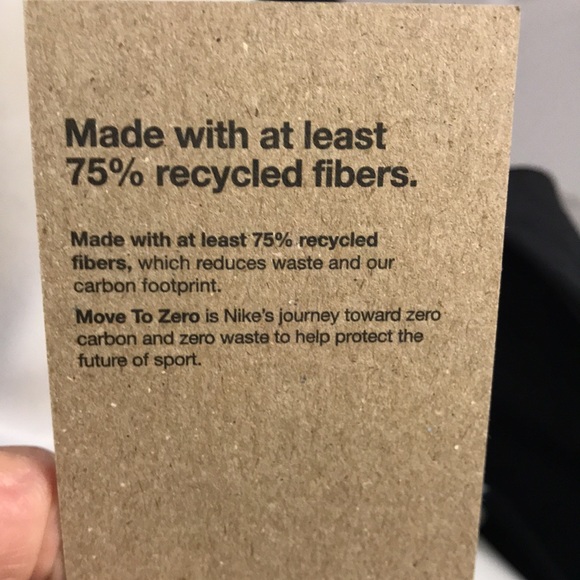 Made with at least
75% recycled fibers.
Made with at least 75% recycled
fibers, which reduces waste and our
carbon footprint.
Move To Zero is Nike's journey toward zero
carbon and zero waste to help protect the
future of sport.